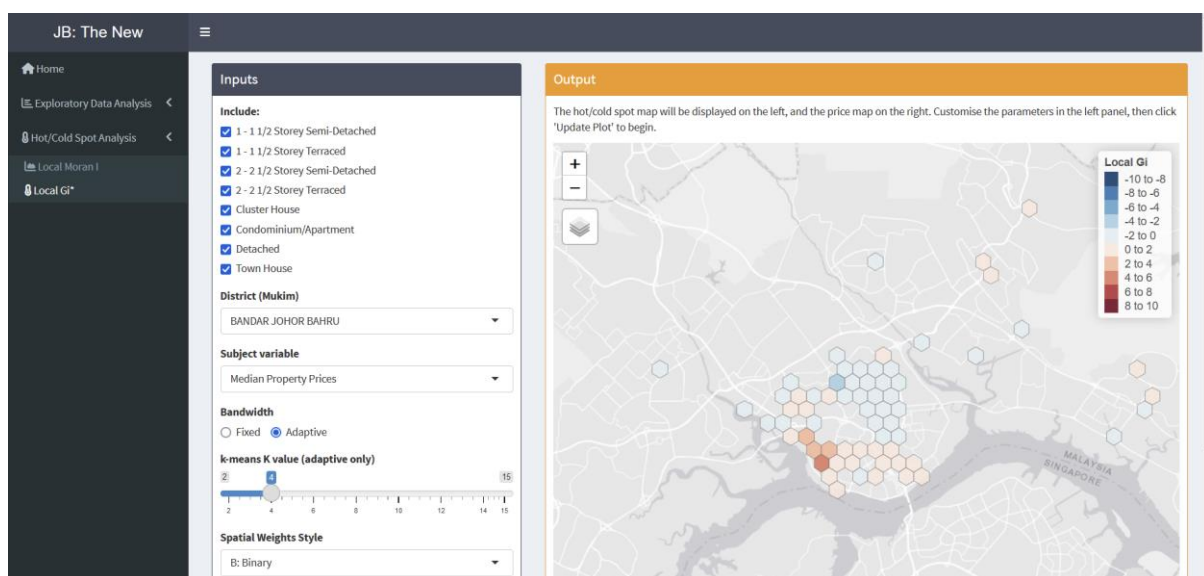 JB: The New
Home
Exploratory Data Analysis
Hot/Cold Spot Analysis
Local Moran I
Local Gi*
Inputs
Include:
1 - 1 1/2 Storey Semi-Detached
1 - 1 1/2 Storey Terraced
2 - 2 1/2 Storey Semi-Detached
2 - 2 1/2 Storey Terraced
Cluster House
Condominium/Apartment
Detached
Town House
District (Mukim)
BANDAR JOHOR BAHRU
Subject variable
Median Property Prices
Bandwidth
Fixed Adaptive
k-means K value (adaptive only)
2 4 15
2 4 6 8 10 12 14 15
Spatial Weights Style
B: Binary
Output
The hot/cold spot map will be displayed on the left, and the price map on the right. Customise the parameters in the left panel, then click
'Update Plot' to begin.
+
−
Local Gi
-10 to -8
-8 to -6
-6 to -4
-4 to -2
-2 to 0
0 to 2
2 to 4
4 to 6
6 to 8
8 to 10
MALAYSIA
SINGAPORE